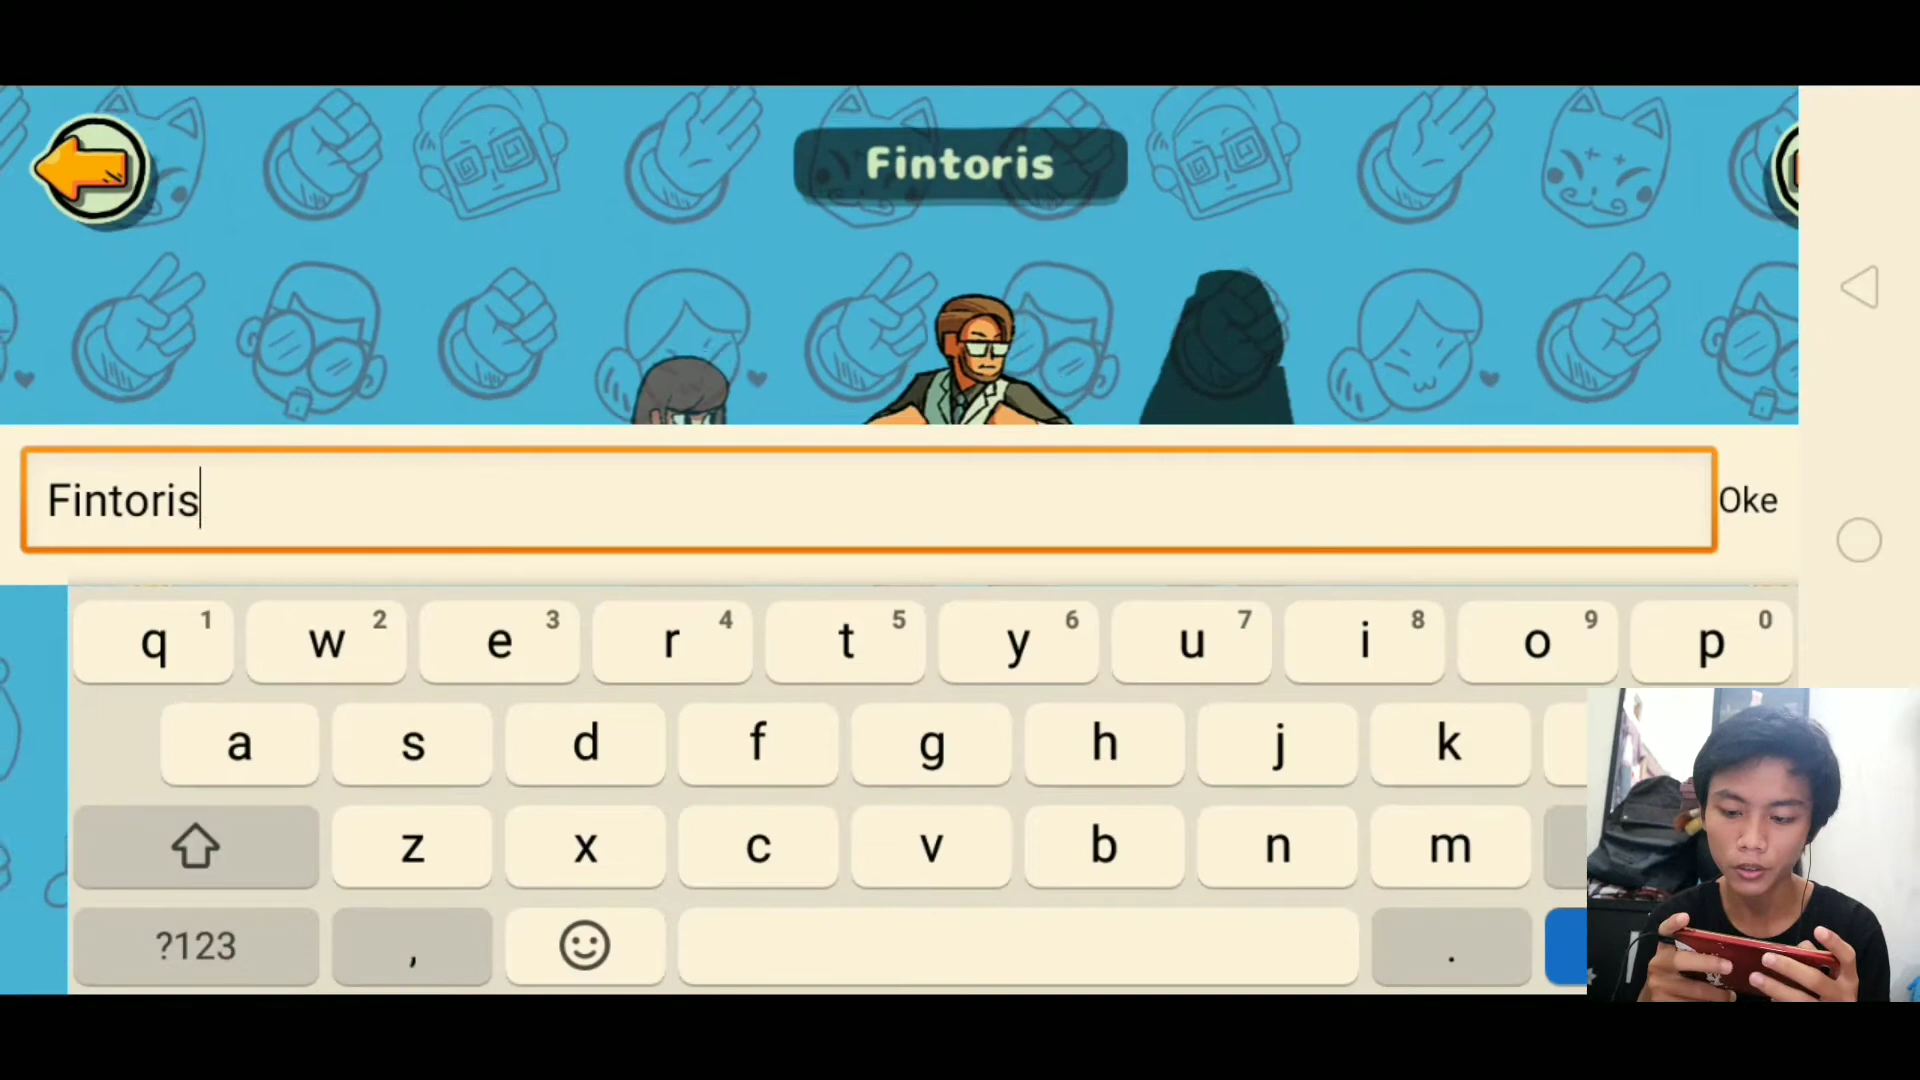 Fintoris
Fintoris
Oke
q 1 w 2 e 3 r 4 t 5 y 6 u 7 i 8 o 9 p 0
a s d f g h j k
z x c v b n m
?123 , .